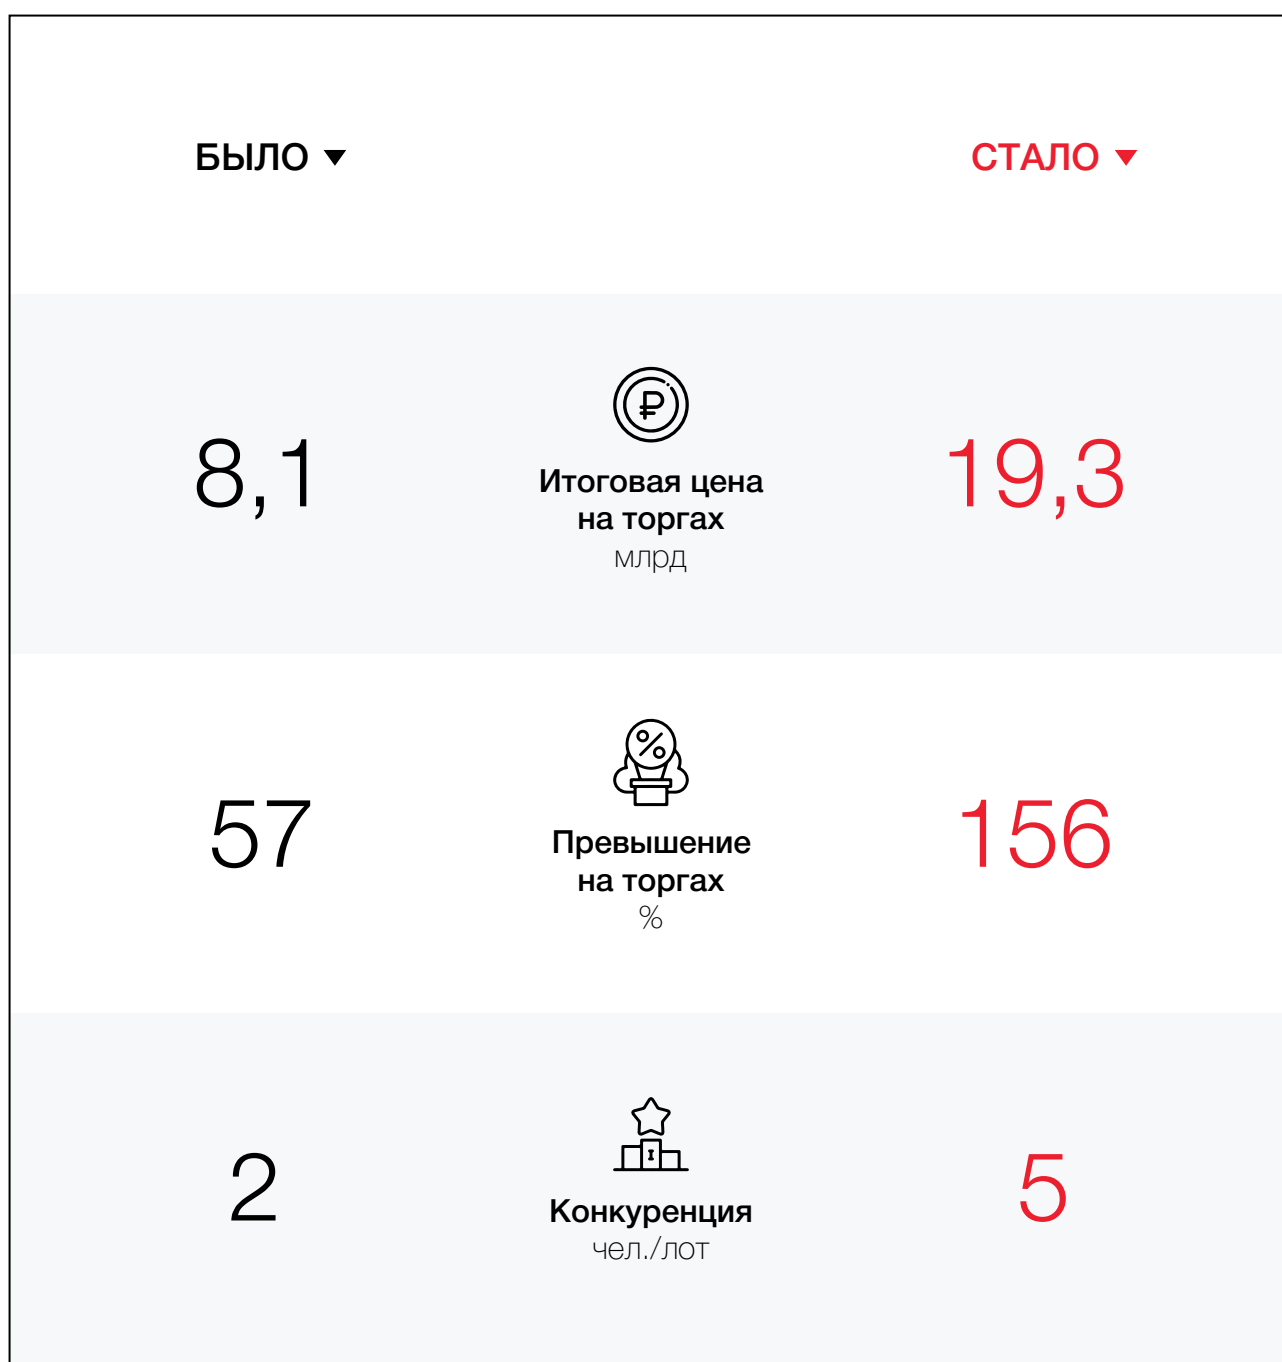 БЫЛО ▼
СТАЛО ▼
8,1
Итоговая цена
на торгах
млрд
19,3
57
Превышение
на торгах
%
156
2
Конкуренция
чел./лот
5